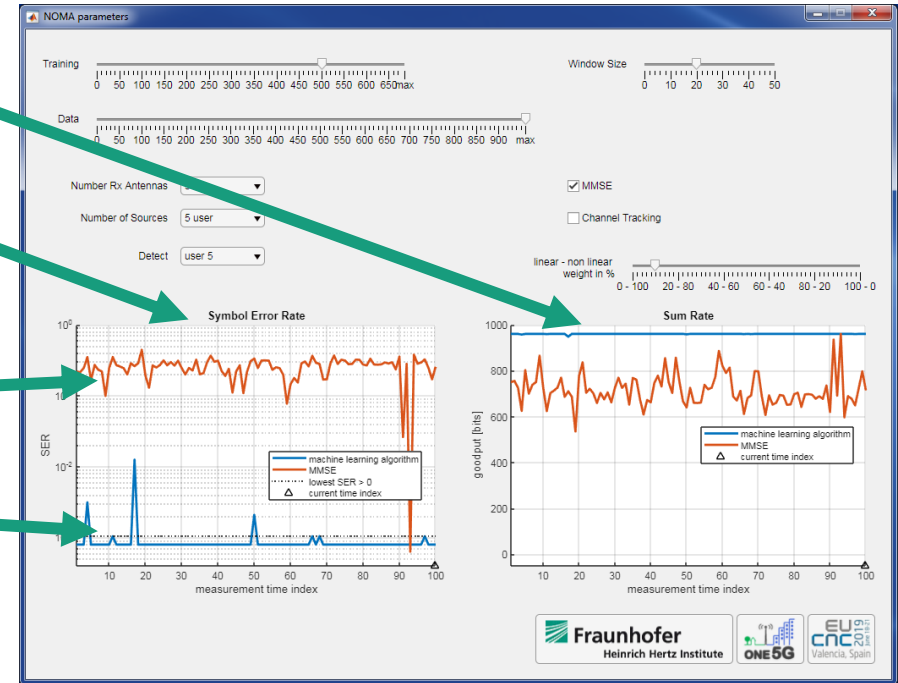 NOMA parameters
Training
0 50 100 150 200 250 300 350 400 450 500 550 600 650 max
Window Size
0 10 20 30 40 50
Data
0 50 100 150 200 250 300 350 400 450 500 550 600 650 700 750 800 850 900 max
Number Rx Antennas
MMSE
Number of Sources 5 user
Channel Tracking
Detect user 5
linear - non linear
weight in %
0 - 100 20 - 80 40 - 60 60 - 40 80 - 20 100 - 0
Symbol Error Rate
10⁰
10⁻²
SER
machine learning algorithm
MMSE
lowest SER > 0
current time index
10 20 30 40 50 60 70 80 90 100
measurement time index
Sum Rate
1000
800
600
400
200
0
goodput [bits]
machine learning algorithm
MMSE
current time index
10 20 30 40 50 60 70 80 90 100
measurement time index
Fraunhofer
Heinrich Hertz Institute
ONE5G
EU
CNC 2019
June 18-21
Valencia, Spain